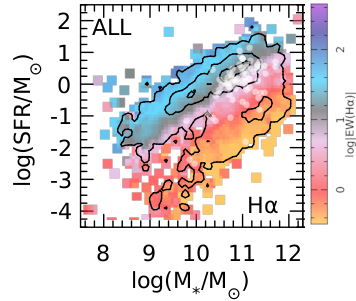 ALL
2
1
0
-1
-2
-3
-4
log(SFR/M☉)
Hα
8 9 10 11 12
log(M*/M☉)
2
1
0
log|EW(Hα)|